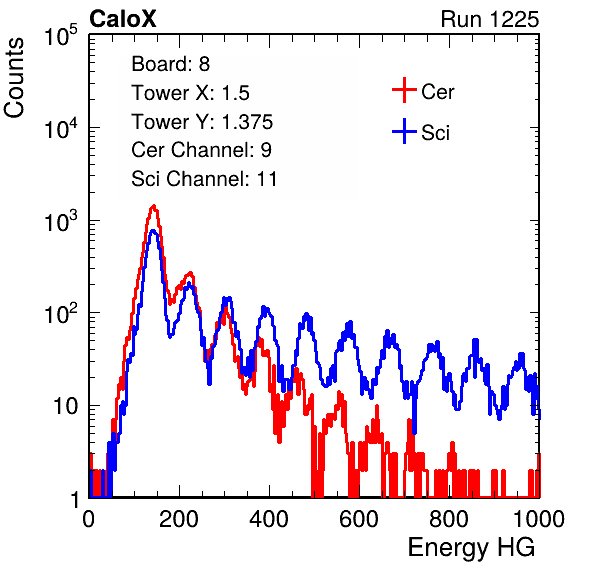 CaloX Run 1225
Counts
Board: 8
Tower X: 1.5
Tower Y: 1.375
Cer Channel: 9
Sci Channel: 11
Cer
Sci
10^5
10^4
10^3
10^2
10
1
0 200 400 600 800 1000
Energy HG